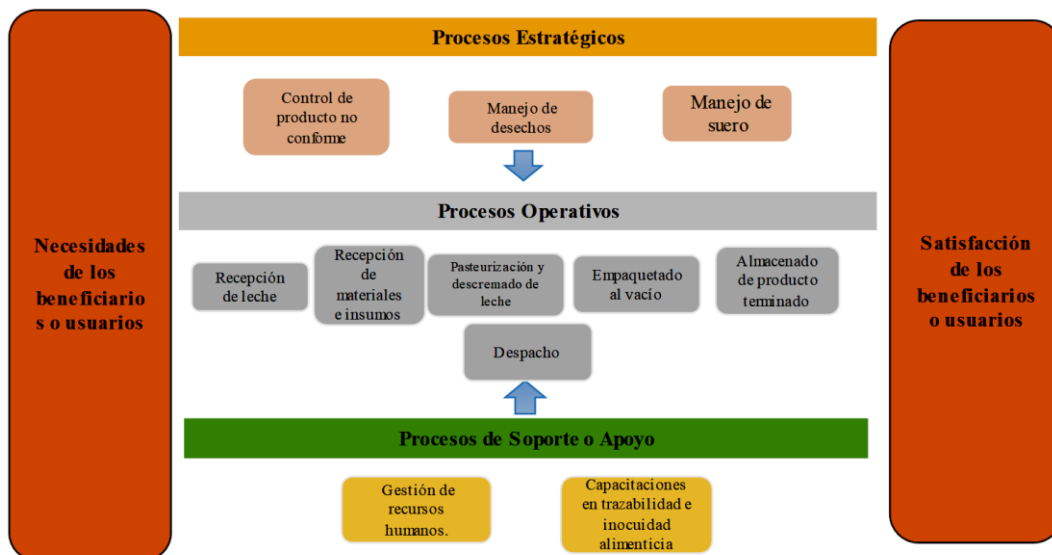 Procesos Estratégicos
Control de
producto no
conforme
Manejo de
desechos
Manejo de
suero
Procesos Operativos
Necesidades
de los
beneficiario
s o usuarios
Recepción
de leche
Recepción
de
materiales
e insumos
Pasteurización y
descremado de
leche
Empaquetado
al vacío
Almacenado
de producto
terminado
Despacho
Satisfacción
de los
beneficiarios
o usuarios
Procesos de Soporte o Apoyo
Gestión de
recursos
humanos.
Capacitaciones
en trazabilidad e
inocuidad
alimenticia